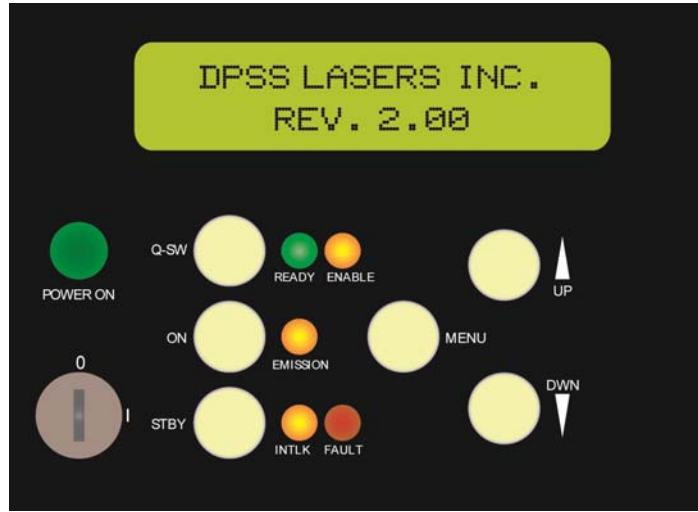 DPSS LASERS INC.
REV. 2.00
Q-SW
READY ENABLE
POWER ON
UP
ON
EMISSION
MENU
0
I
DWN
STBY
INTLK FAULT